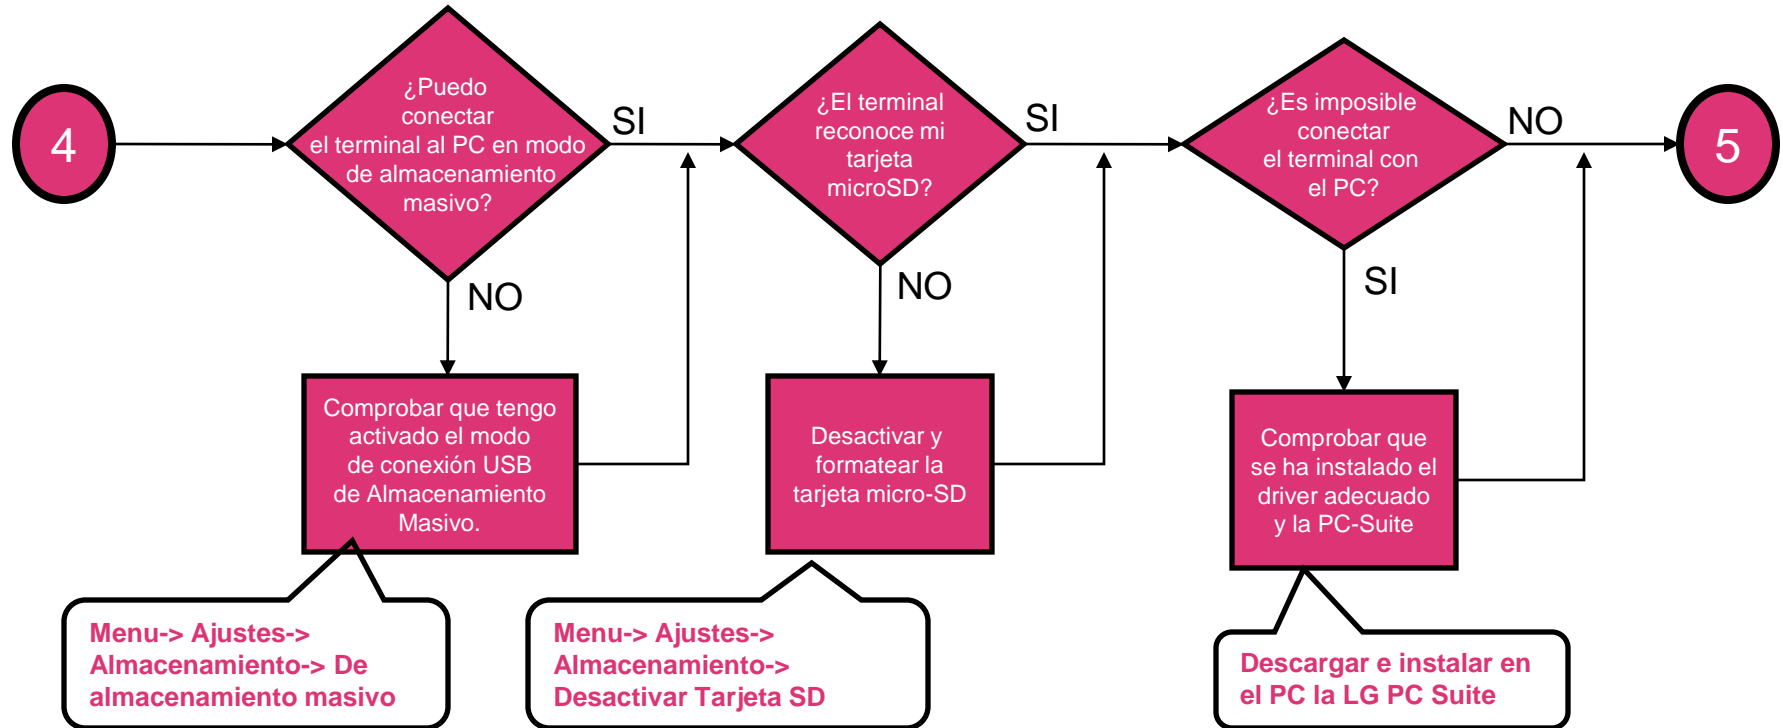 4
¿Puedo
conectar
el terminal al PC en modo
de almacenamiento
masivo?
SI
NO
Comprobar que tengo
activado el modo
de conexión USB
de Almacenamiento
Masivo.
Menu-> Ajustes->
Almacenamiento-> De
almacenamiento masivo
¿El terminal
reconoce mi
tarjeta
microSD?
SI
NO
Desactivar y
formatear la
tarjeta micro-SD
Menu-> Ajustes->
Almacenamiento->
Desactivar Tarjeta SD
¿Es imposible
conectar
el terminal con
el PC?
NO
SI
Comprobar que
se ha instalado el
driver adecuado
y la PC-Suite
Descargar e instalar en
el PC la LG PC Suite
5